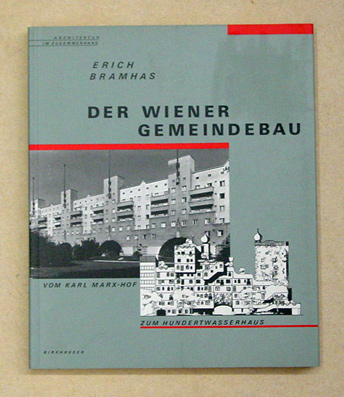 ARCHITEKTUR
IM ZUSAMMENHANG
ERICH
BRAMHAS
DER WIENER
GEMEINDEBAU
VOM KARL MARX-HOF
ZUM HUNDERTWASSERHAUS
BIRKHÄUSER